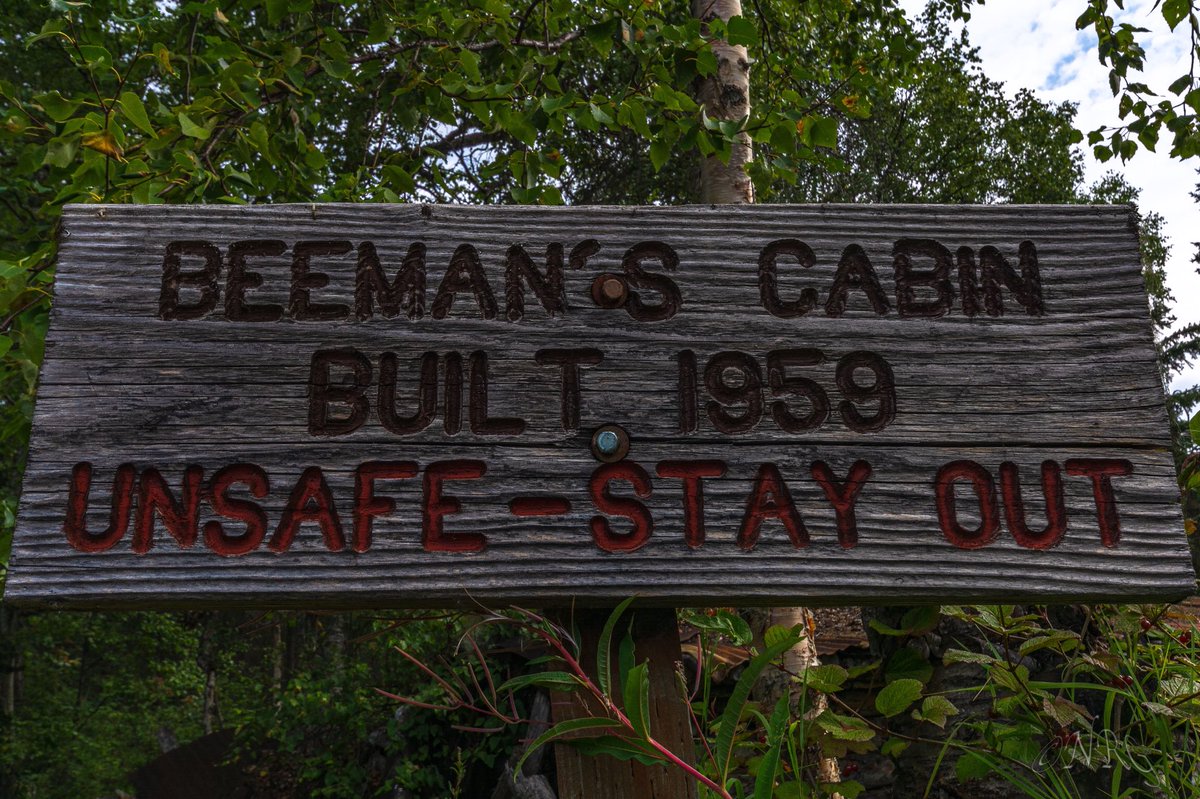 BEEMAN'S CABIN
BUILT 1959
UNSAFE-STAY OUT